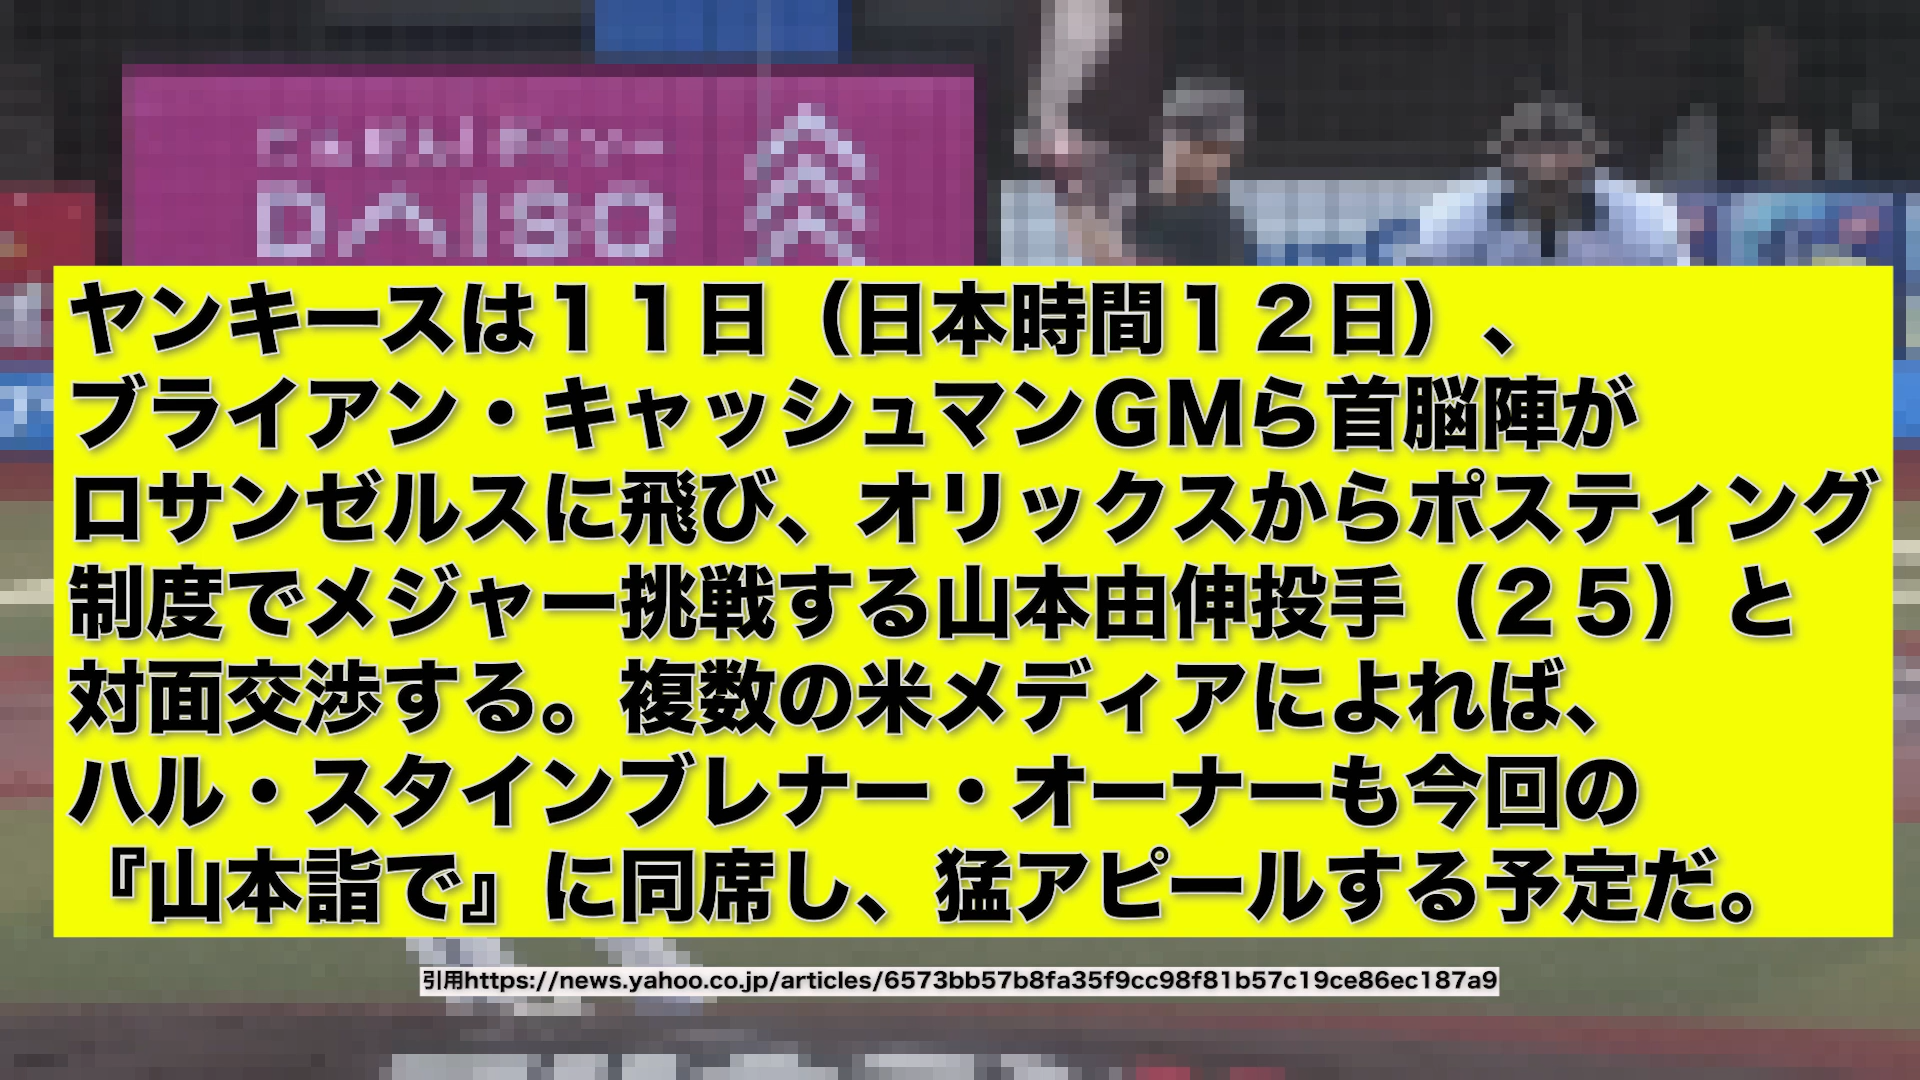 DAISO
ヤンキースは１１日（日本時間１２日）、
ブライアン・キャッシュマンＧＭら首脳陣が
ロサンゼルスに飛び、オリックスからポスティング
制度でメジャー挑戦する山本由伸投手（２５）と
対面交渉する。複数の米メディアによれば、
ハル・スタインブレナー・オーナーも今回の
『山本詣で』に同席し、猛アピールする予定だ。
引用https://news.yahoo.co.jp/articles/6573bb57b8fa35f9cc98f81b57c19ce86ec187a9